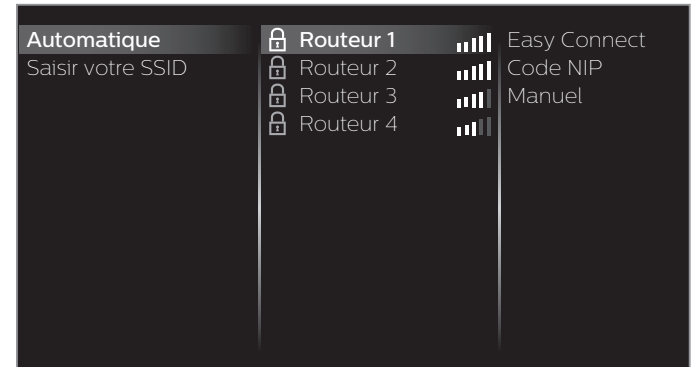 Automatique
Saisir votre SSID
Routeur 1
Routeur 2
Routeur 3
Routeur 4
Easy Connect
Code NIP
Manuel